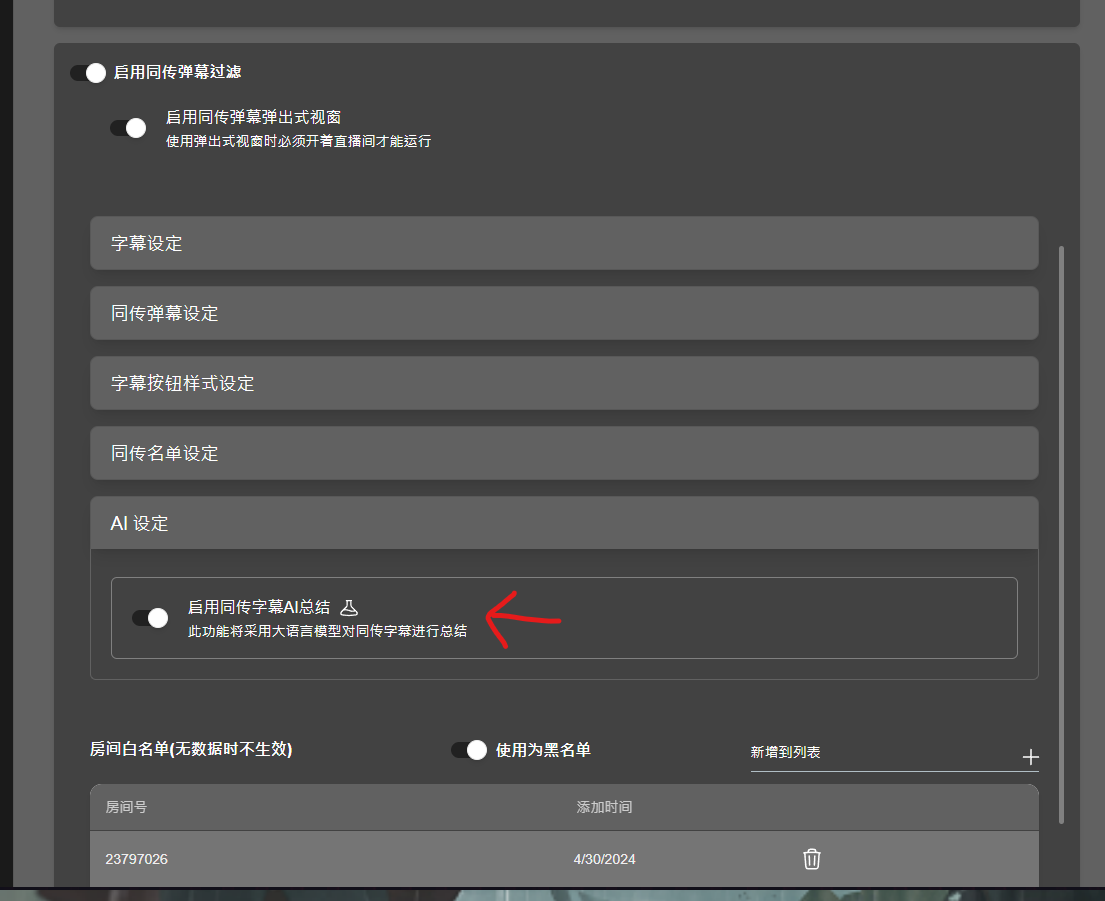 启用同传弹幕过滤
启用同传弹幕弹出式视窗
使用弹出式视窗时必须开着直播间才能运行
字幕设定
同传弹幕设定
字幕按钮样式设定
同传名单设定
AI 设定
启用同传字幕AI总结
此功能将采用大语言模型对同传字幕进行总结
房间白名单(无数据时不生效)
使用为黑名单
新增到列表
房间号 添加时间
23797026 4/30/2024